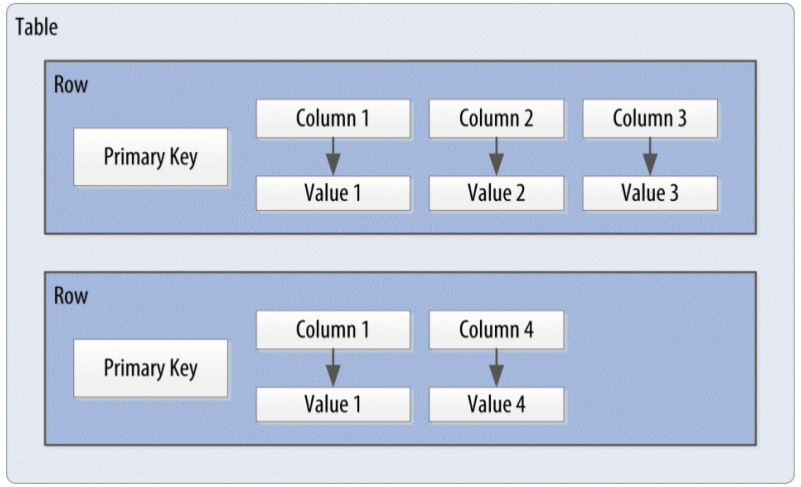 Table
Row
Primary Key
Column 1
Column 2
Column 3
Value 1
Value 2
Value 3
Row
Primary Key
Column 1
Column 4
Value 1
Value 4